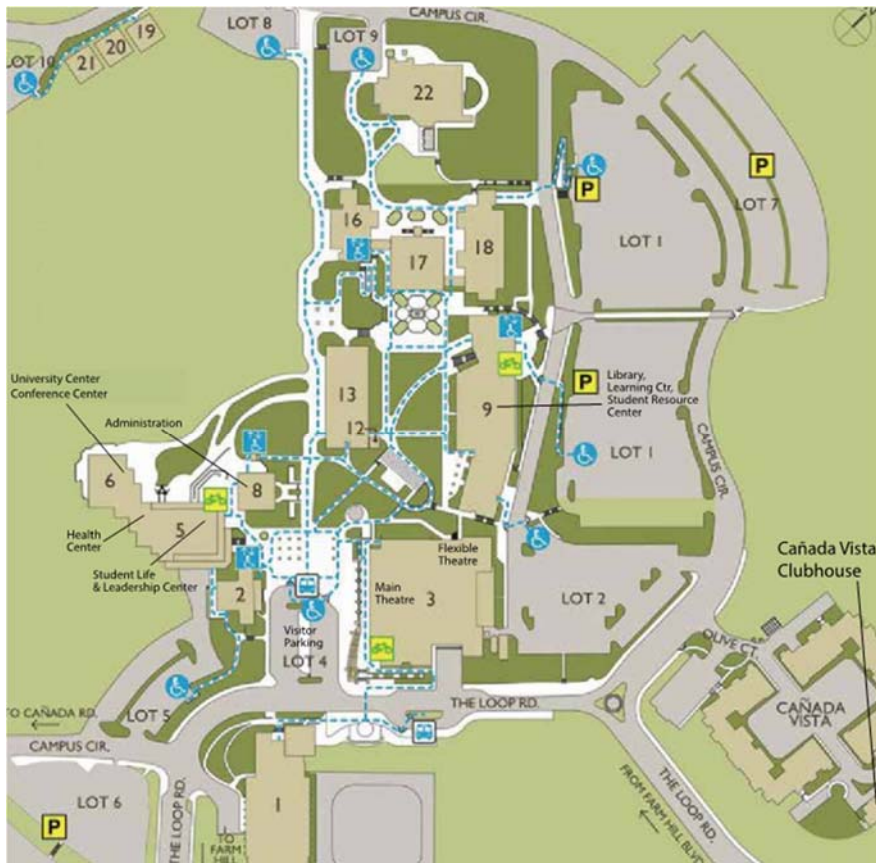 CAMPUS CIR.
LOT 8
LOT 9
19
20
21
LOT 10
22
P
P
LOT 7
LOT 1
16
17
18
13
12
9
Library,
Learning Ctr,
Student Resource
Center
P
LOT 1
CAMPUS CIR.
University Center
Conference Center
Administration
6
8
5
Health
Center
Student Life
& Leadership Center
2
Flexible
Theatre
Main
Theatre
3
LOT 2
Visitor
Parking
LOT 4
Cañada Vista
Clubhouse
OLIVE CT.
CAÑADA
VISTA
TO CAÑADA RD.
LOT 5
THE LOOP RD.
CAMPUS CIR.
LOT 6
P
THE LOOP RD.
TO
FARM
HILL
1
FROM FARM HILL BLVD.
THE LOOP RD.